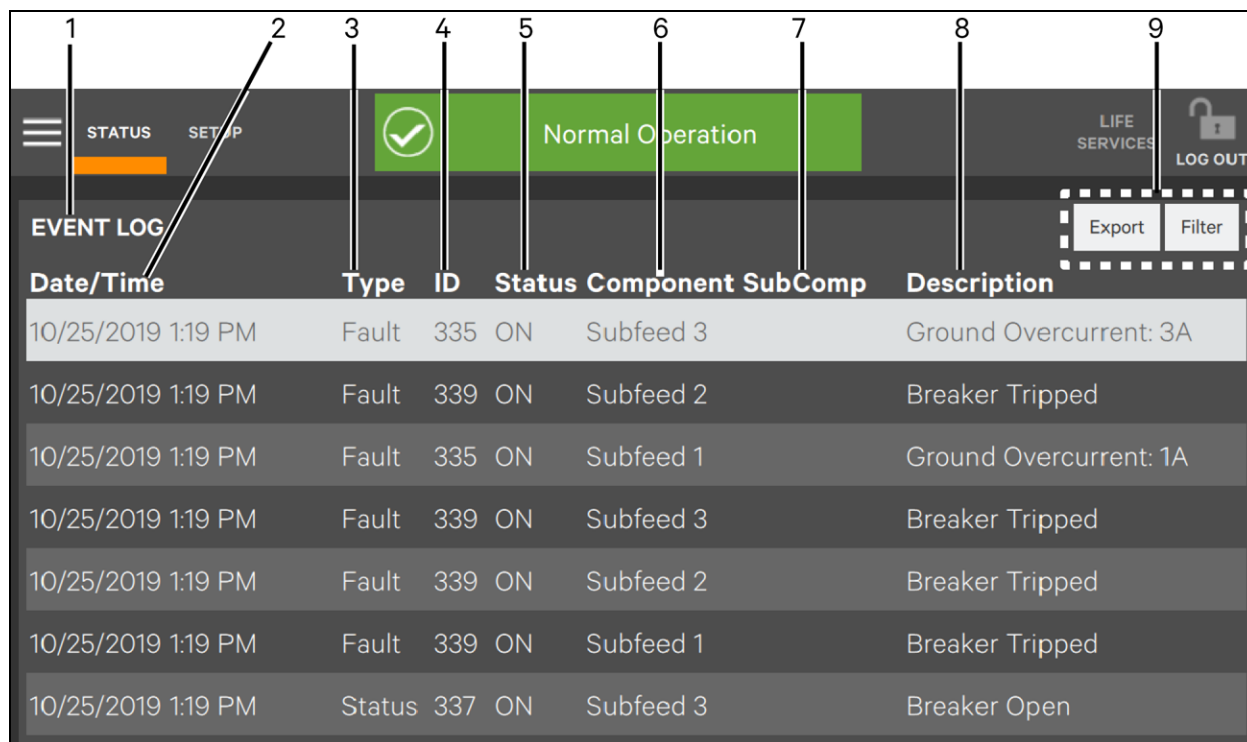 1 2 3 4 5 6 7 8 9
STATUS SETUP Normal Operation LIFE SERVICES LOG OUT
EVENT LOG Export Filter
Date/Time Type ID Status Component SubComp Description
10/25/2019 1:19 PM Fault 335 ON Subfeed 3 Ground Overcurrent: 3A
10/25/2019 1:19 PM Fault 339 ON Subfeed 2 Breaker Tripped
10/25/2019 1:19 PM Fault 335 ON Subfeed 1 Ground Overcurrent: 1A
10/25/2019 1:19 PM Fault 339 ON Subfeed 3 Breaker Tripped
10/25/2019 1:19 PM Fault 339 ON Subfeed 2 Breaker Tripped
10/25/2019 1:19 PM Fault 339 ON Subfeed 1 Breaker Tripped
10/25/2019 1:19 PM Status 337 ON Subfeed 3 Breaker Open